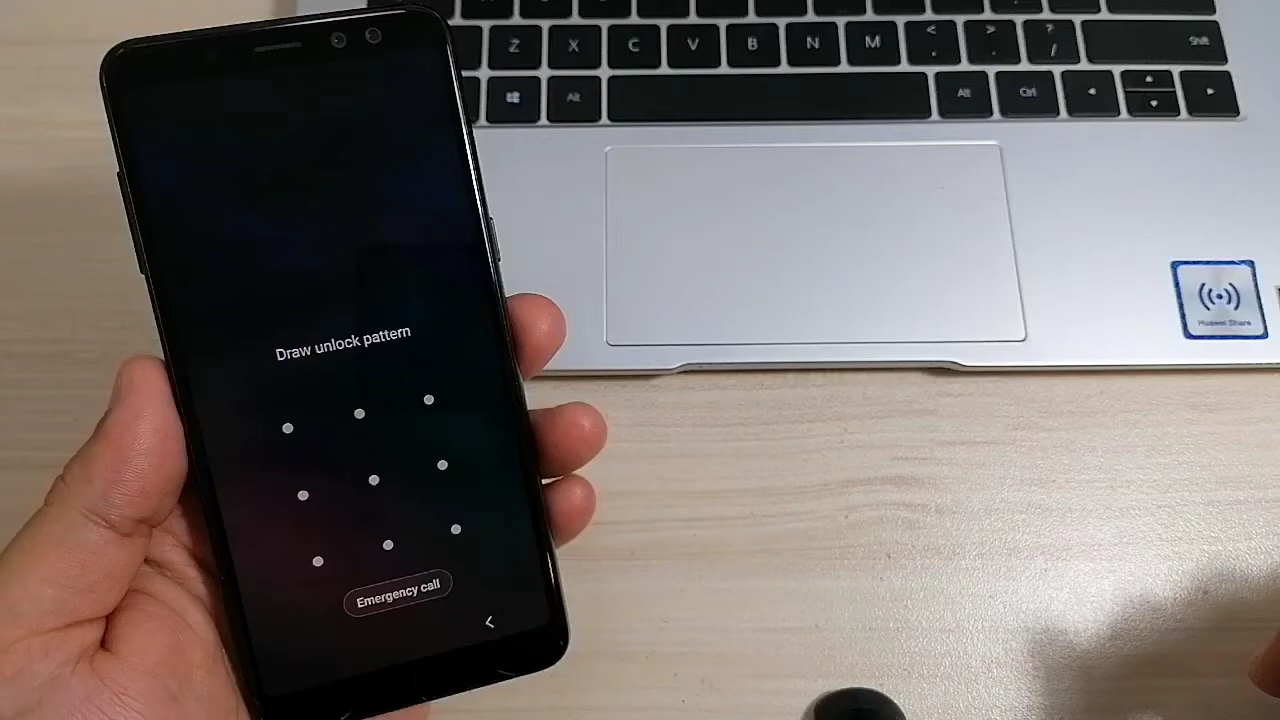 Z X C V B N M < , > . ? / Shift
Alt Alt Ctrl
Draw unlock pattern
Emergency call
Huawei Share